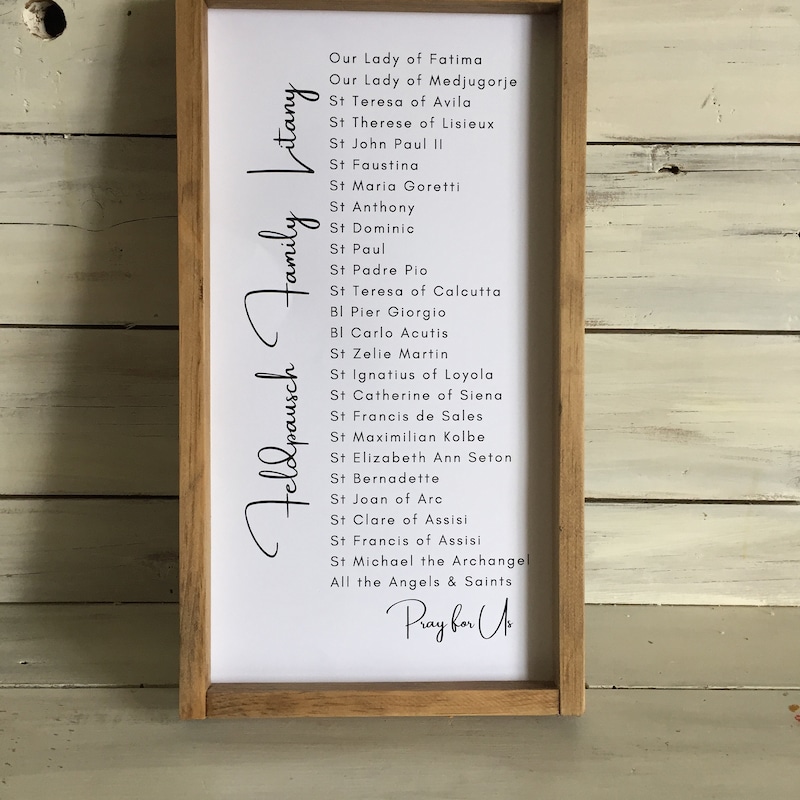 Feldpausch Family Litany
Our Lady of Fatima
Our Lady of Medjugorje
St Teresa of Avila
St Therese of Lisieux
St John Paul II
St Faustina
St Maria Goretti
St Anthony
St Dominic
St Paul
St Padre Pio
St Teresa of Calcutta
Bl Pier Giorgio
Bl Carlo Acutis
St Zelie Martin
St Ignatius of Loyola
St Catherine of Siena
St Francis de Sales
St Maximilian Kolbe
St Elizabeth Ann Seton
St Bernadette
St Joan of Arc
St Clare of Assisi
St Francis of Assisi
St Michael the Archangel
All the Angels & Saints
Pray for Us